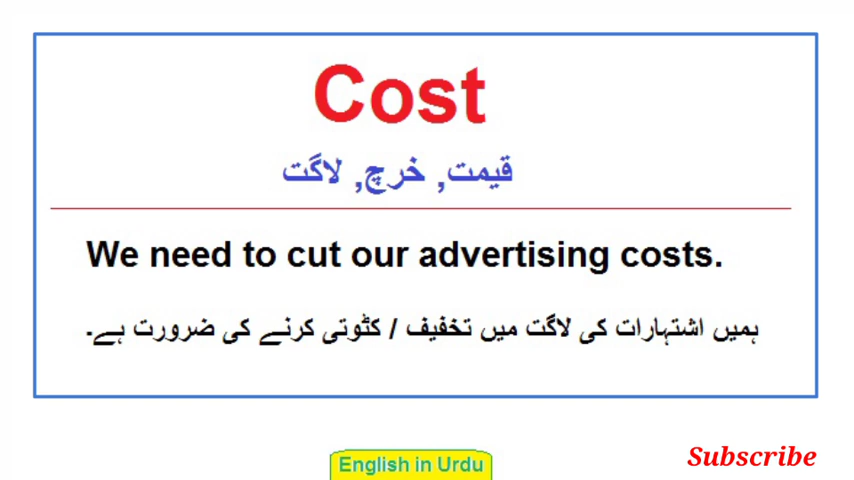 Cost
قیمت, خرچ, لاگت
We need to cut our advertising costs.
ہمیں اشتہارات کی لاگت میں تخفیف / کٹوتی کرنے کی ضرورت ہے۔
English in Urdu
Subscribe